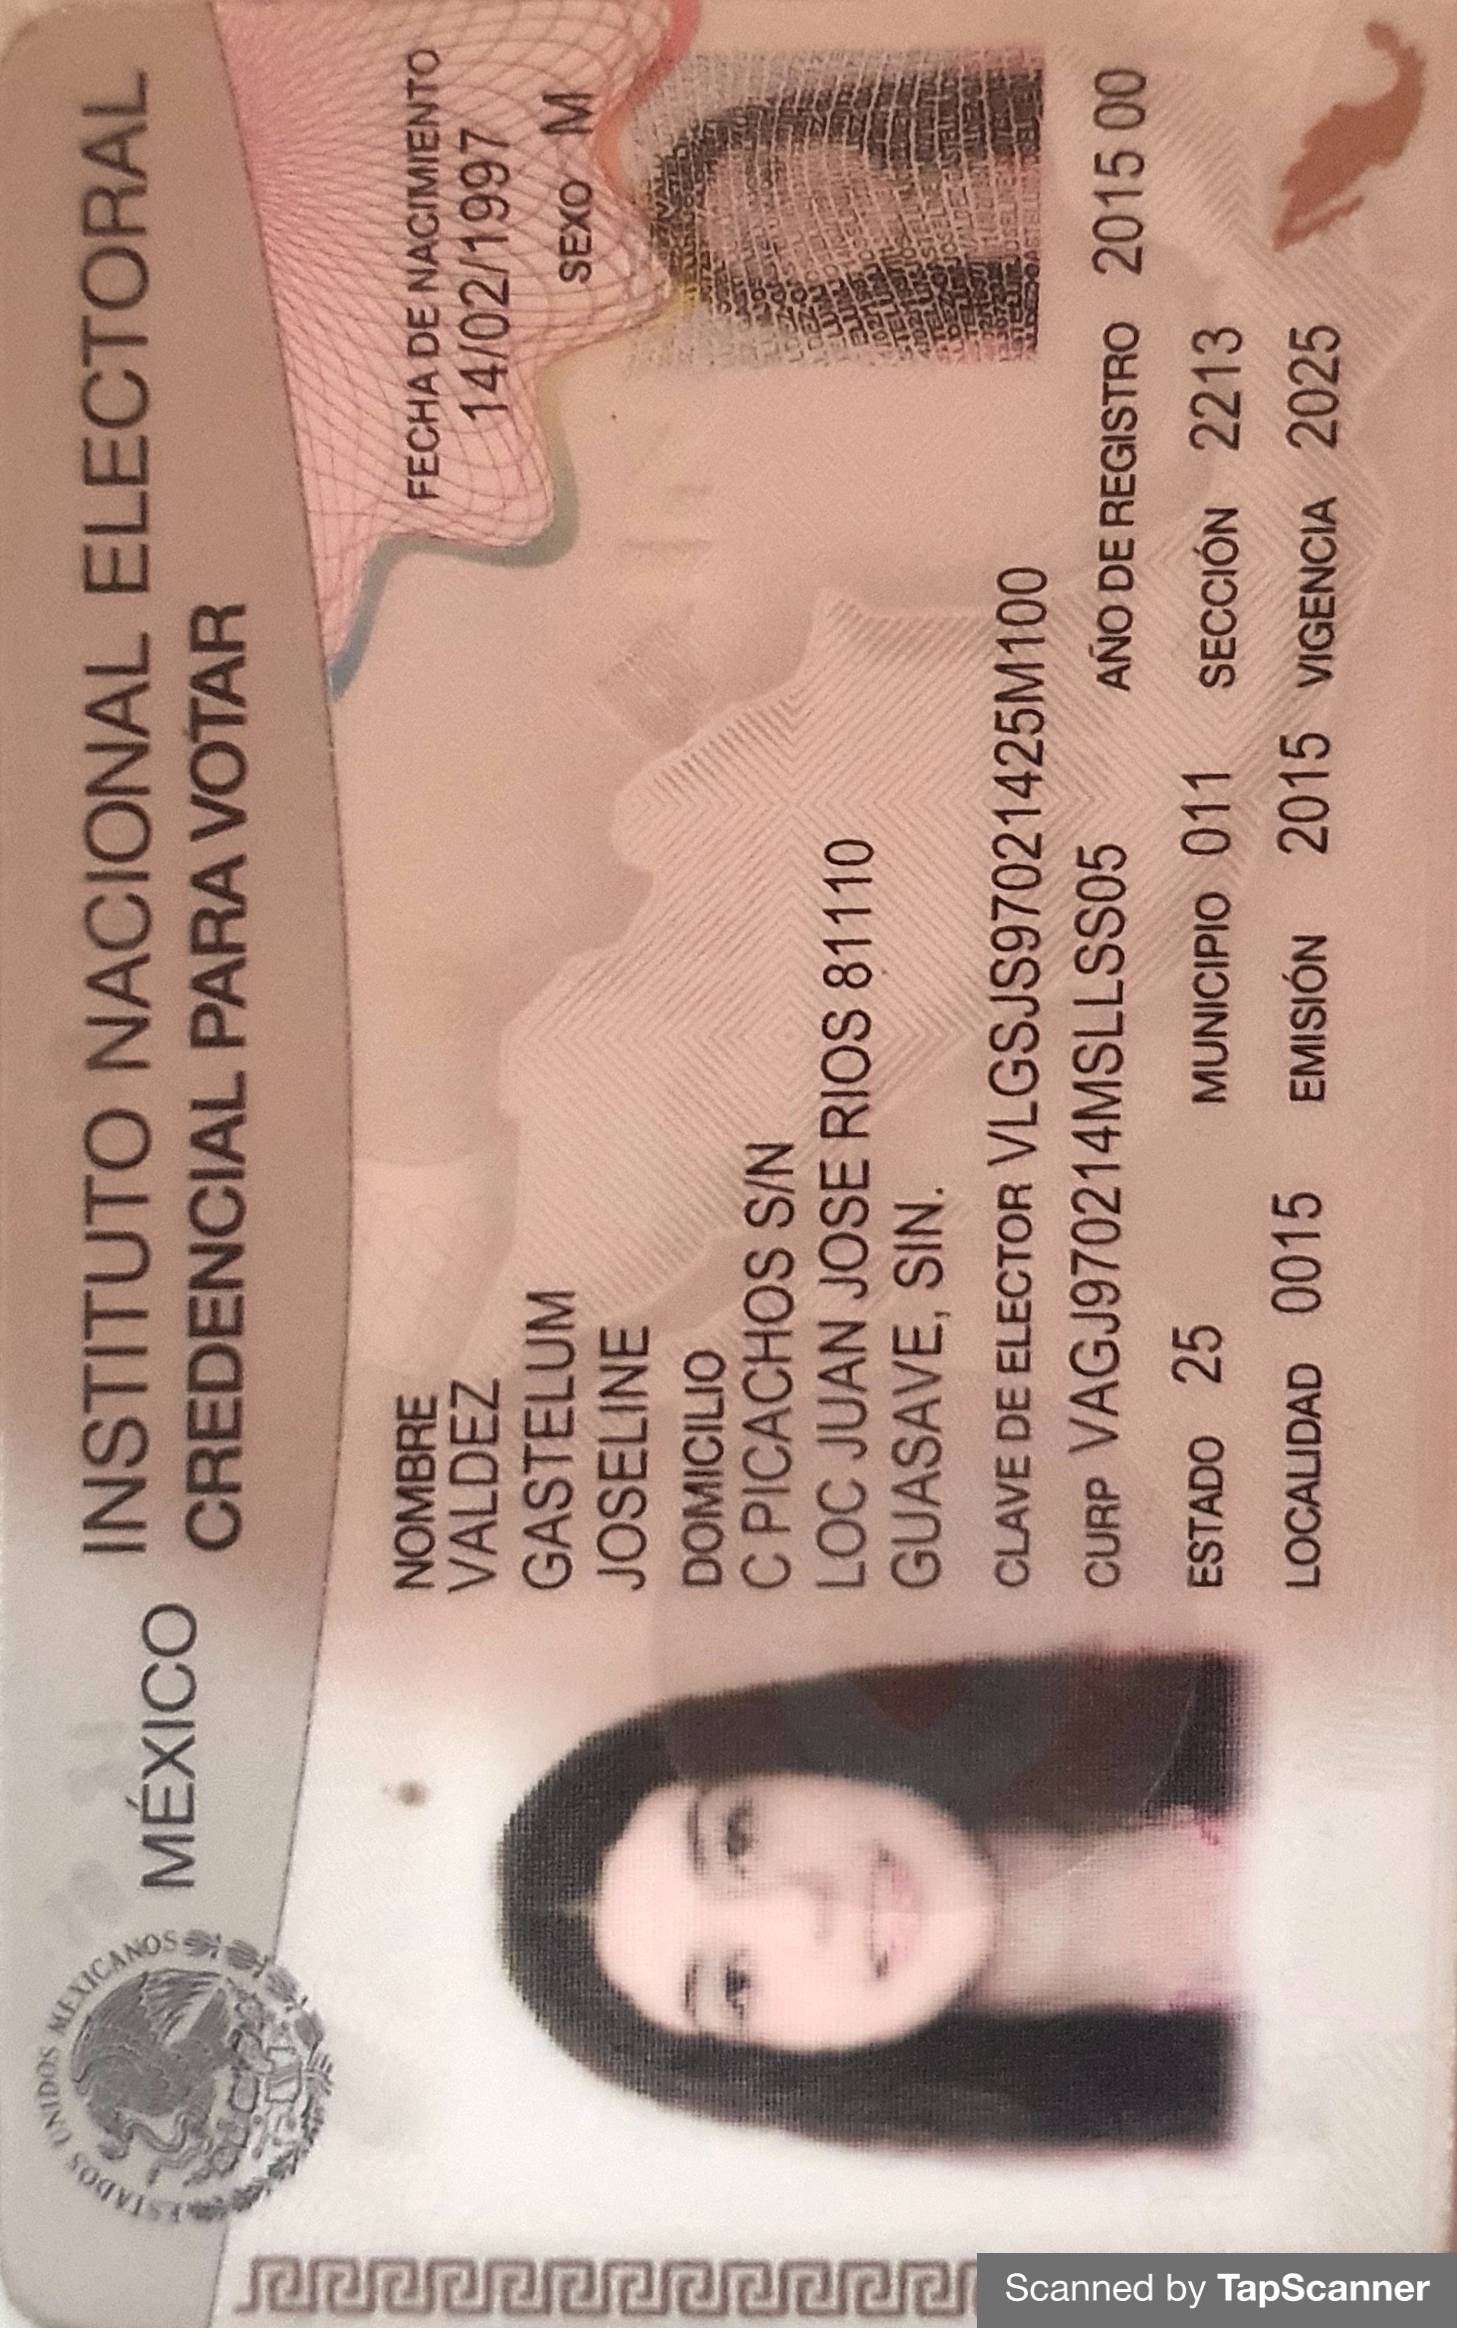 ESTADOS UNIDOS MEXICANOS
MÉXICO
INSTITUTO NACIONAL ELECTORAL
CREDENCIAL PARA VOTAR
NOMBRE
VALDEZ
GASTELUM
JOSELINE
FECHA DE NACIMIENTO
14/02/1997
SEXO M
DOMICILIO
C PICACHOS S/N
LOC JUAN JOSE RIOS 81110
GUASAVE, SIN.
CLAVE DE ELECTOR VLGSJS97021425M100
CURP VAGJ970214MSLLSS05 AÑO DE REGISTRO 2015 00
ESTADO 25 MUNICIPIO 011 SECCIÓN 2213
LOCALIDAD 0015 EMISIÓN 2015 VIGENCIA 2025
Scanned by TapScanner